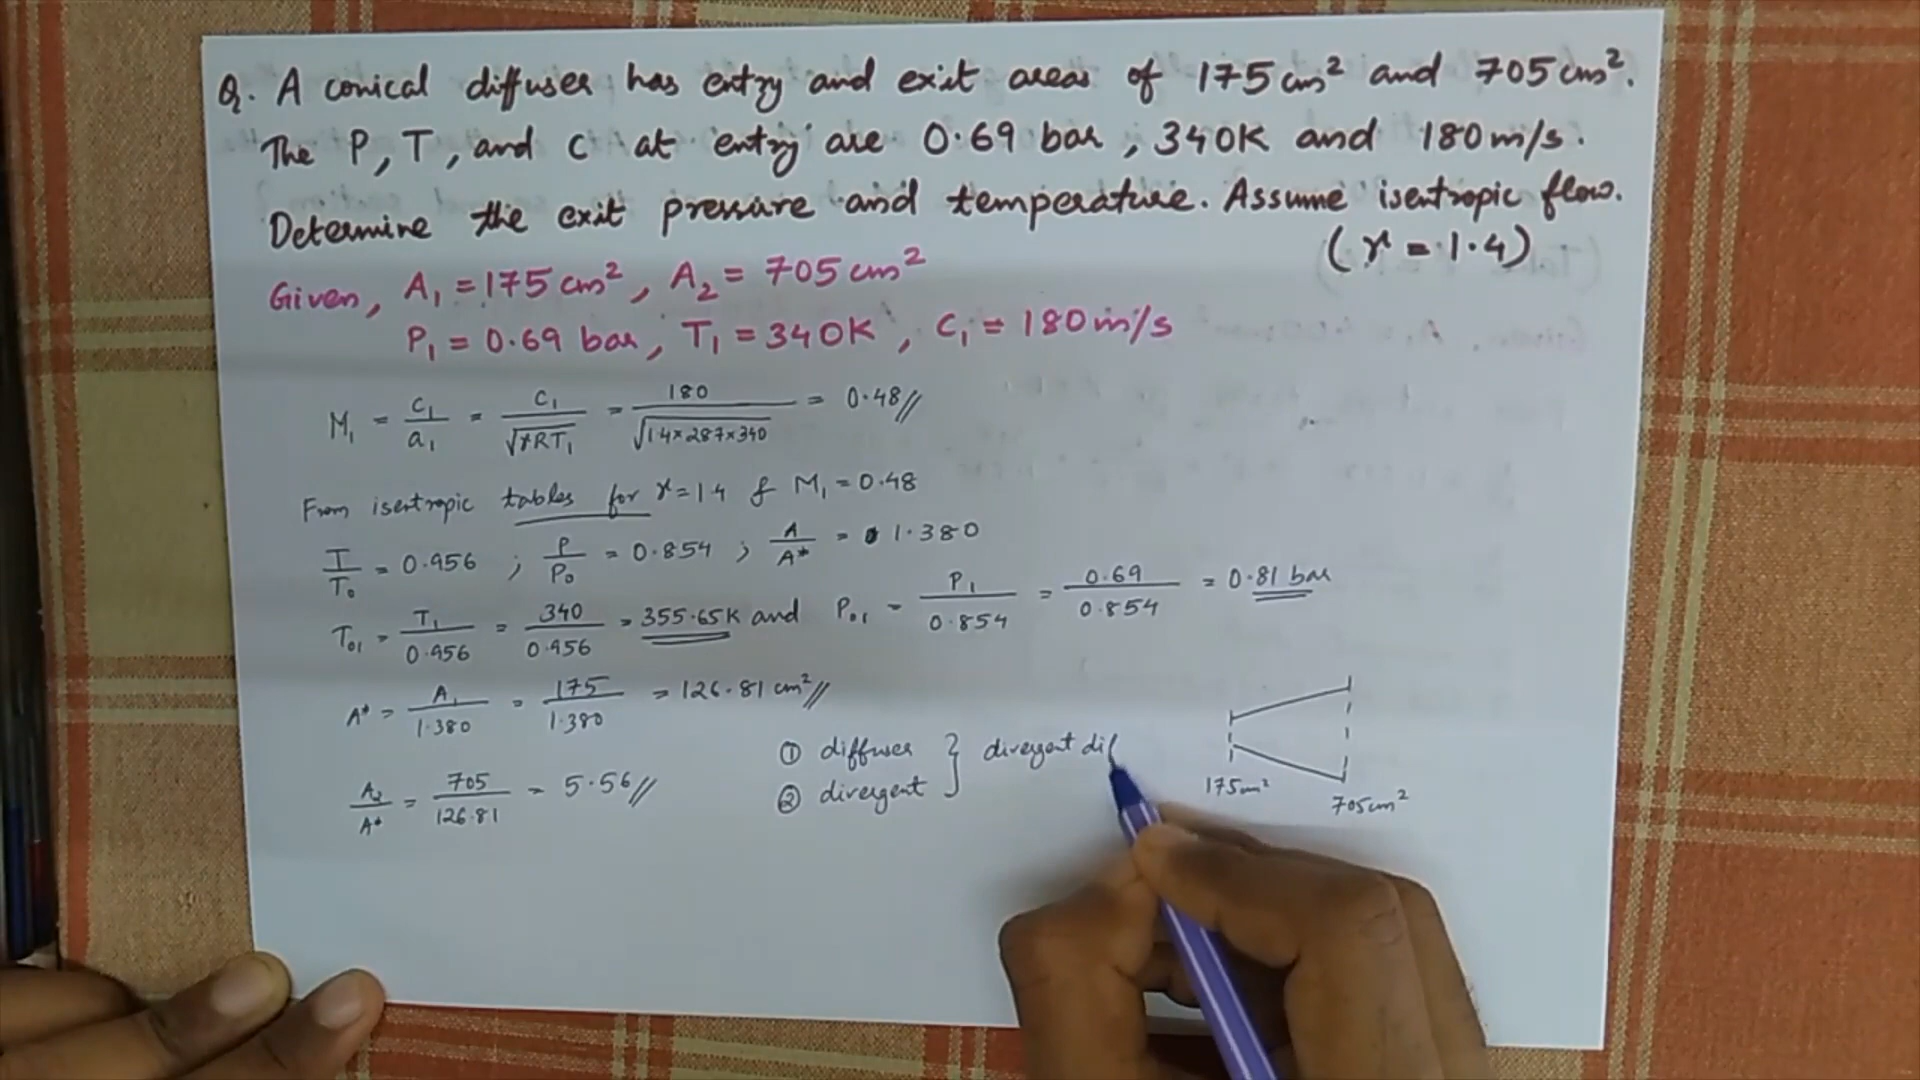 Q. A conical diffuser has entry and exit areas of 175 cm² and 705 cm².
The P, T, and C at entry are 0.69 bar, 340K and 180 m/s.
Determine the exit pressure and temperature. Assume isentropic flow.
(γ = 1.4)
Given, A₁ = 175 cm², A₂ = 705 cm²
P₁ = 0.69 bar, T₁ = 340K, C₁ = 180 m/s
M₁ = C₁/a₁ = C₁/√γRT₁ = 180/√1.4×287×340 = 0.48//
From isentropic tables for γ=1.4 & M₁ = 0.48
T/T₀ = 0.956 ; P/P₀ = 0.854 ; A/A* = 1.380
T₀₁ = T₁/0.956 = 340/0.956 = 355.65K and P₀₁ = P₁/0.854 = 0.69/0.854 = 0.81 bar
A* = A₁/1.380 = 175/1.380 = 126.81 cm²//
A₂/A* = 705/126.81 = 5.56//
① diffuser
② divergent
} divergent dif
175cm²
705cm²